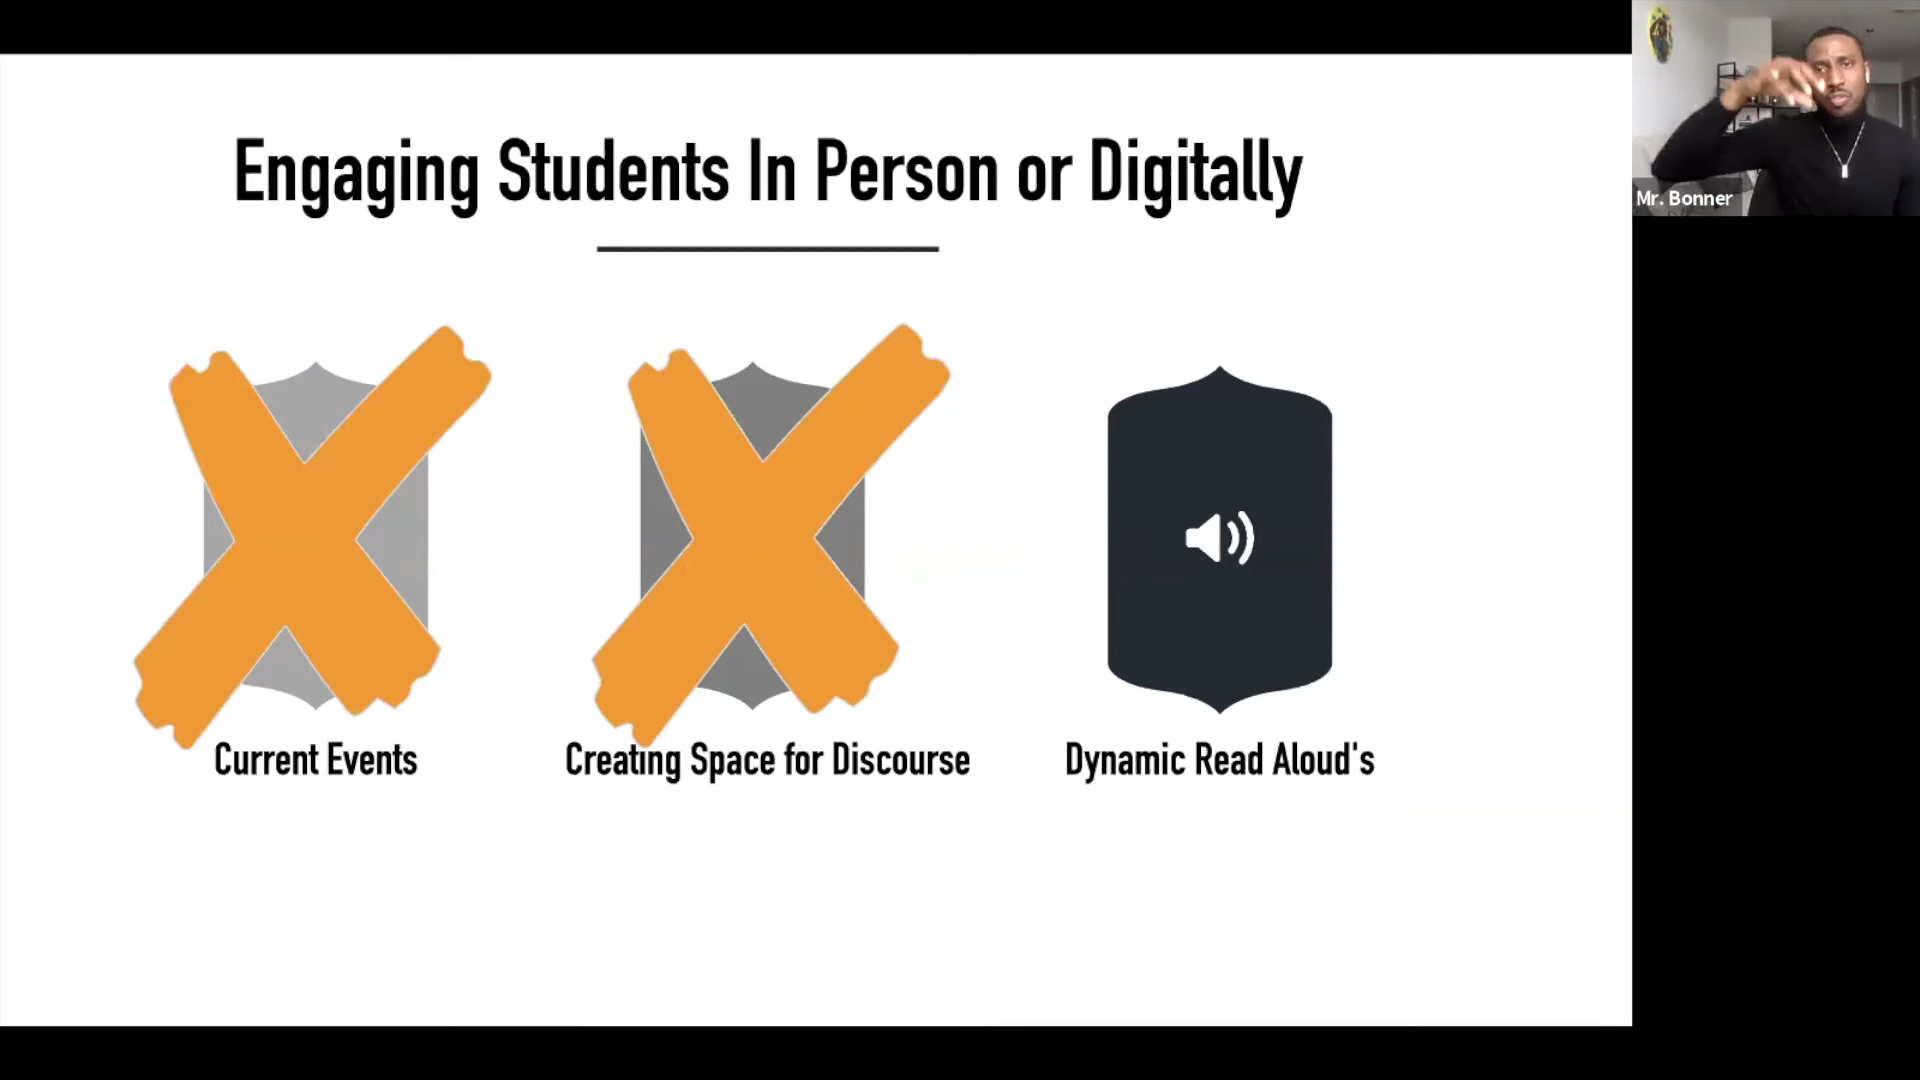 Engaging Students In Person or Digitally
Current Events
Creating Space for Discourse
Dynamic Read Aloud's
Mr. Bonner